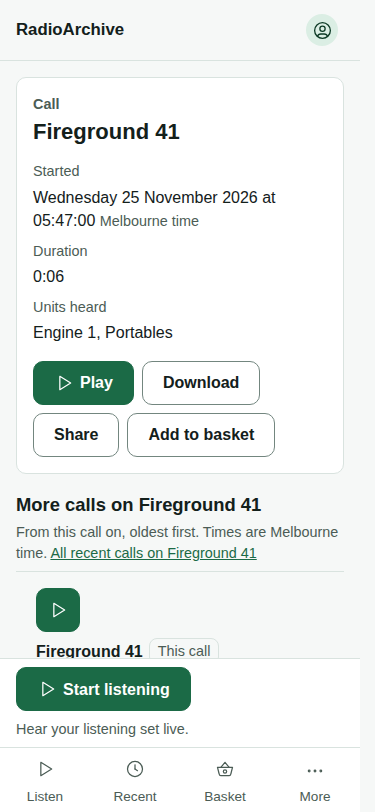 RadioArchive
Call
Fireground 41
Started
Wednesday 25 November 2026 at
05:47:00 Melbourne time
Duration
0:06
Units heard
Engine 1, Portables
Play
Download
Share
Add to basket
More calls on Fireground 41
From this call on, oldest first. Times are Melbourne
time. All recent calls on Fireground 41
Fireground 41 This call
Start listening
Hear your listening set live.
Listen
Recent
Basket
More